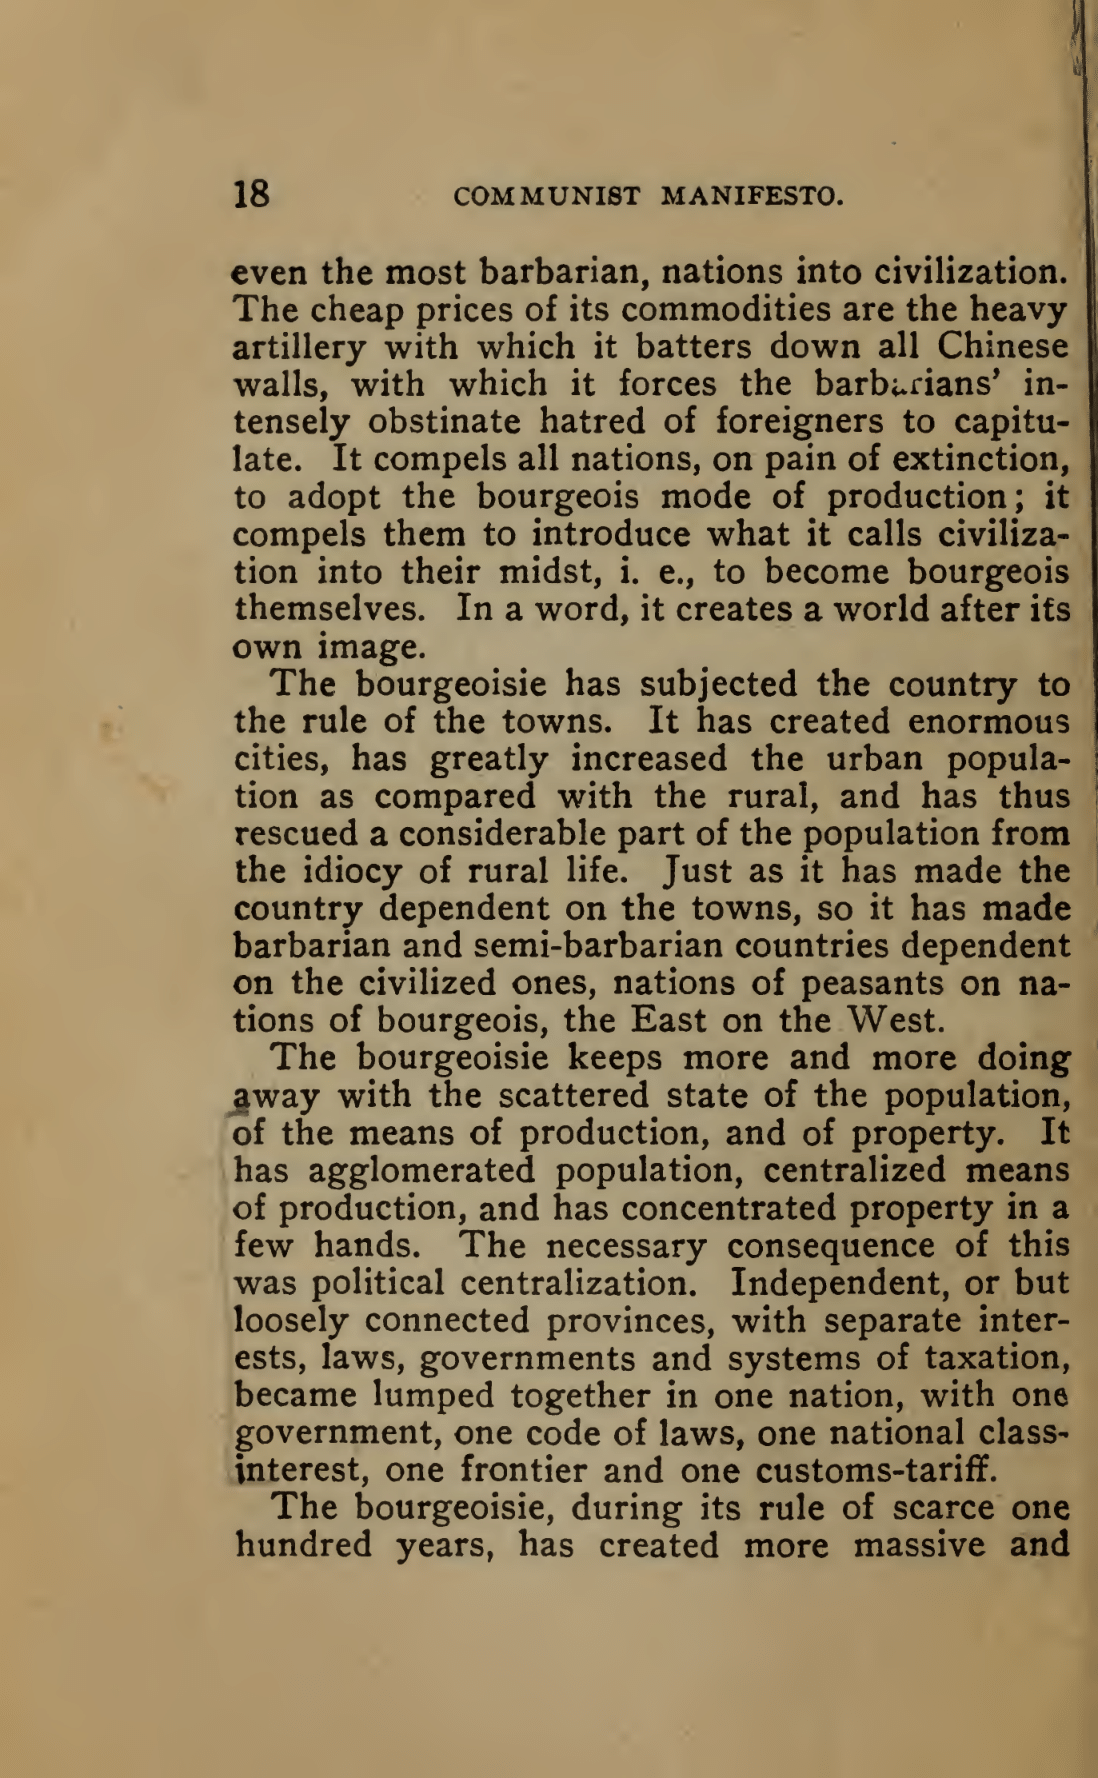 18 COMMUNIST MANIFESTO.
even the most barbarian, nations into civilization.
The cheap prices of its commodities are the heavy
artillery with which it batters down all Chinese
walls, with which it forces the barbarians' in-
tensely obstinate hatred of foreigners to capitu-
late. It compels all nations, on pain of extinction,
to adopt the bourgeois mode of production; it
compels them to introduce what it calls civiliza-
tion into their midst, i. e., to become bourgeois
themselves. In a word, it creates a world after its
own image.
The bourgeoisie has subjected the country to
the rule of the towns. It has created enormous
cities, has greatly increased the urban popula-
tion as compared with the rural, and has thus
rescued a considerable part of the population from
the idiocy of rural life. Just as it has made the
country dependent on the towns, so it has made
barbarian and semi-barbarian countries dependent
on the civilized ones, nations of peasants on na-
tions of bourgeois, the East on the West.
The bourgeoisie keeps more and more doing
away with the scattered state of the population,
of the means of production, and of property. It
has agglomerated population, centralized means
of production, and has concentrated property in a
few hands. The necessary consequence of this
was political centralization. Independent, or but
loosely connected provinces, with separate inter-
ests, laws, governments and systems of taxation,
became lumped together in one nation, with one
government, one code of laws, one national class-
interest, one frontier and one customs-tariff.
The bourgeoisie, during its rule of scarce one
hundred years, has created more massive and